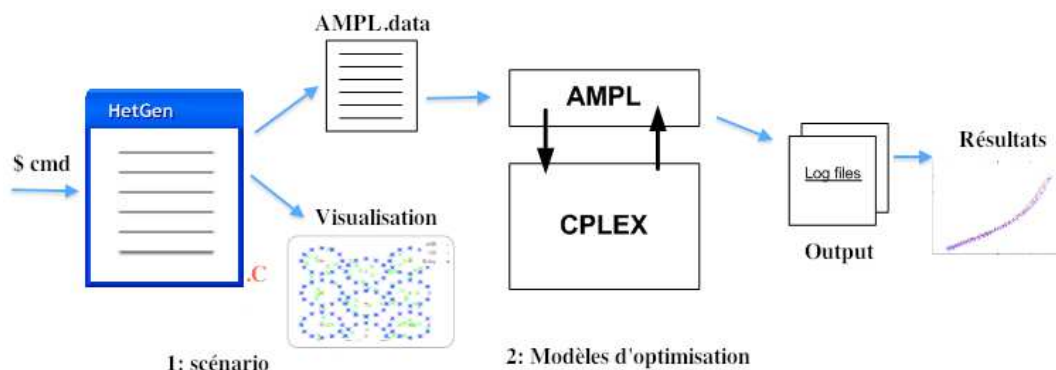 AMPL.data
HetGen
$ cmd
.C
Visualisation
AMPL
CPLEX
Log files
Output
Résultats
1: scénario
2: Modèles d'optimisation